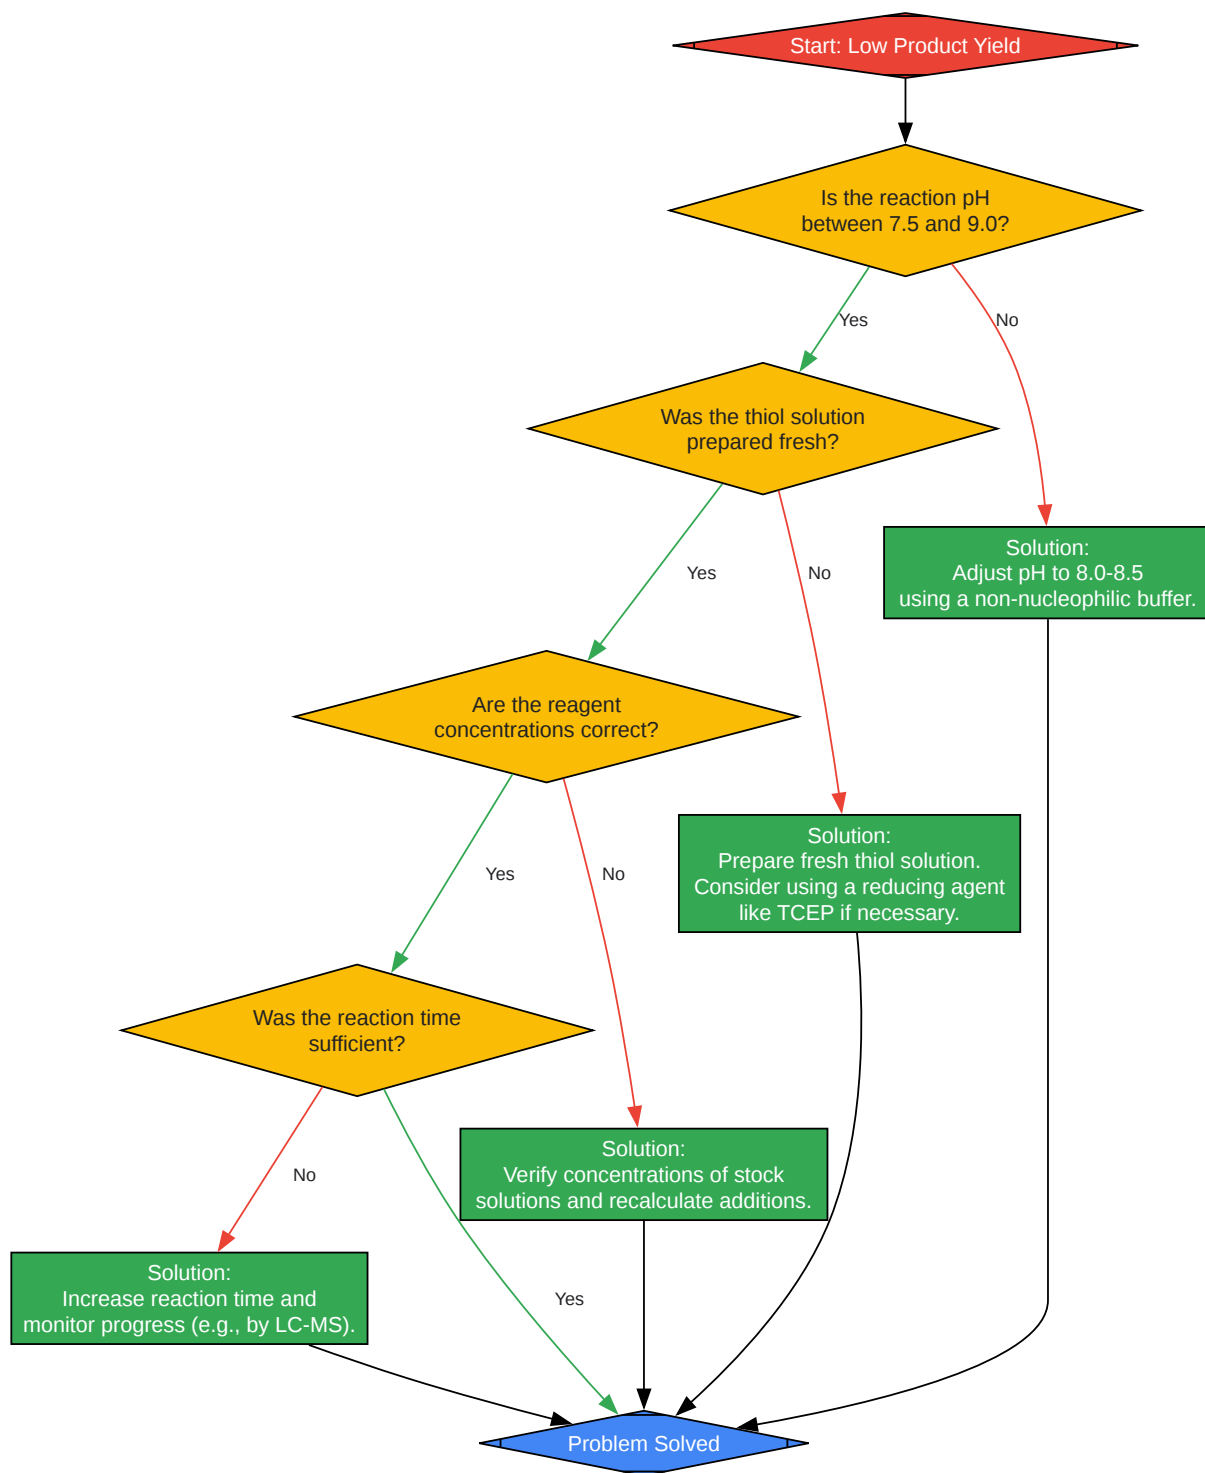 Start: Low Product Yield
Is the reaction pH
between 7.5 and 9.0?
Yes
No
Was the thiol solution
prepared fresh?
Solution:
Adjust pH to 8.0-8.5
using a non-nucleophilic buffer.
Yes
No
Are the reagent
concentrations correct?
Solution:
Prepare fresh thiol solution.
Consider using a reducing agent
like TCEP if necessary.
Yes
No
Was the reaction time
sufficient?
Solution:
Verify concentrations of stock
solutions and recalculate additions.
No
Solution:
Increase reaction time and
monitor progress (e.g., by LC-MS).
Yes
Problem Solved